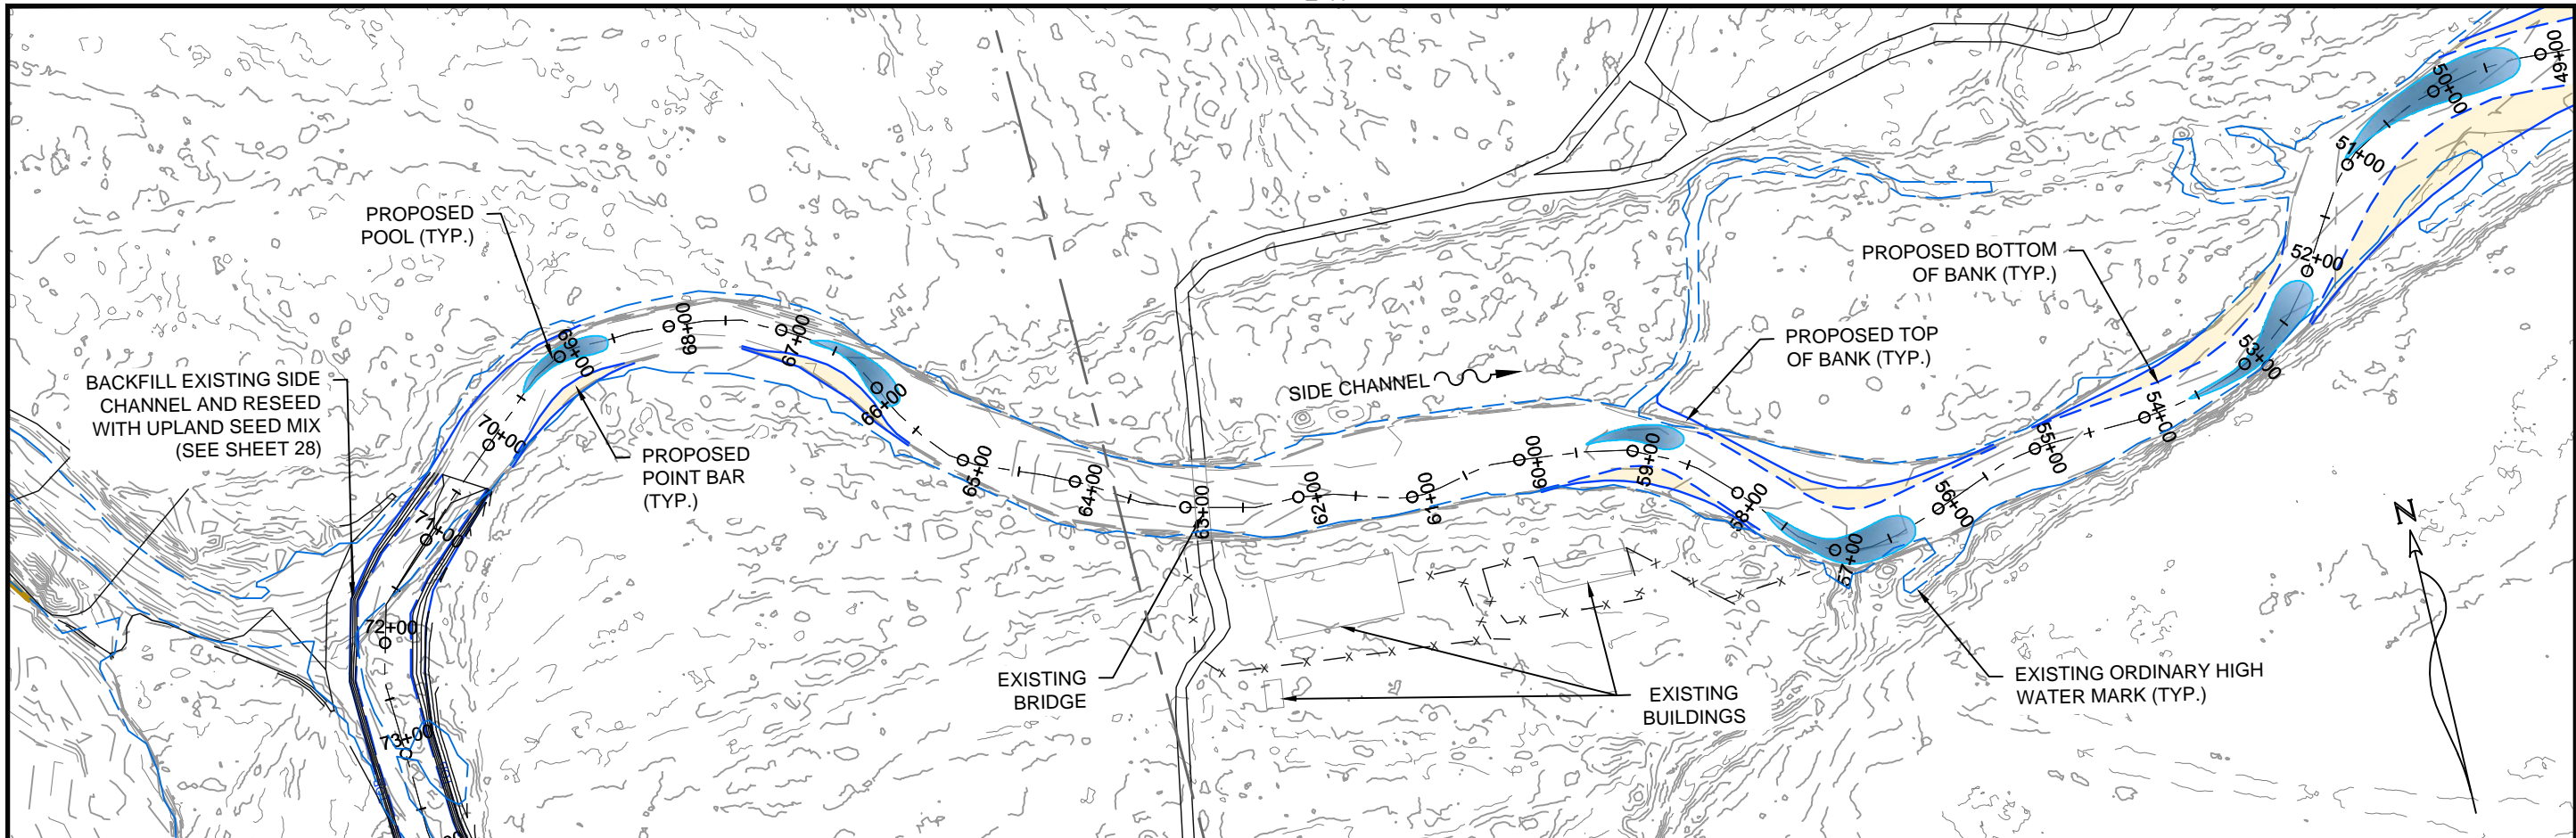 PROPOSED
POOL (TYP.)
BACKFILL EXISTING SIDE
CHANNEL AND RESEED
WITH UPLAND SEED MIX
(SEE SHEET 28)
PROPOSED
POINT BAR
(TYP.)
EXISTING
BRIDGE
SIDE CHANNEL
EXISTING
BUILDINGS
PROPOSED BOTTOM
OF BANK (TYP.)
PROPOSED TOP
OF BANK (TYP.)
EXISTING ORDINARY HIGH
WATER MARK (TYP.)
N
49+00
50+00
51+00
52+00
53+00
54+00
55+00
56+00
57+00
58+00
59+00
60+00
61+00
62+00
63+00
64+00
65+00
66+00
67+00
68+00
69+00
70+00
71+00
72+00
73+00